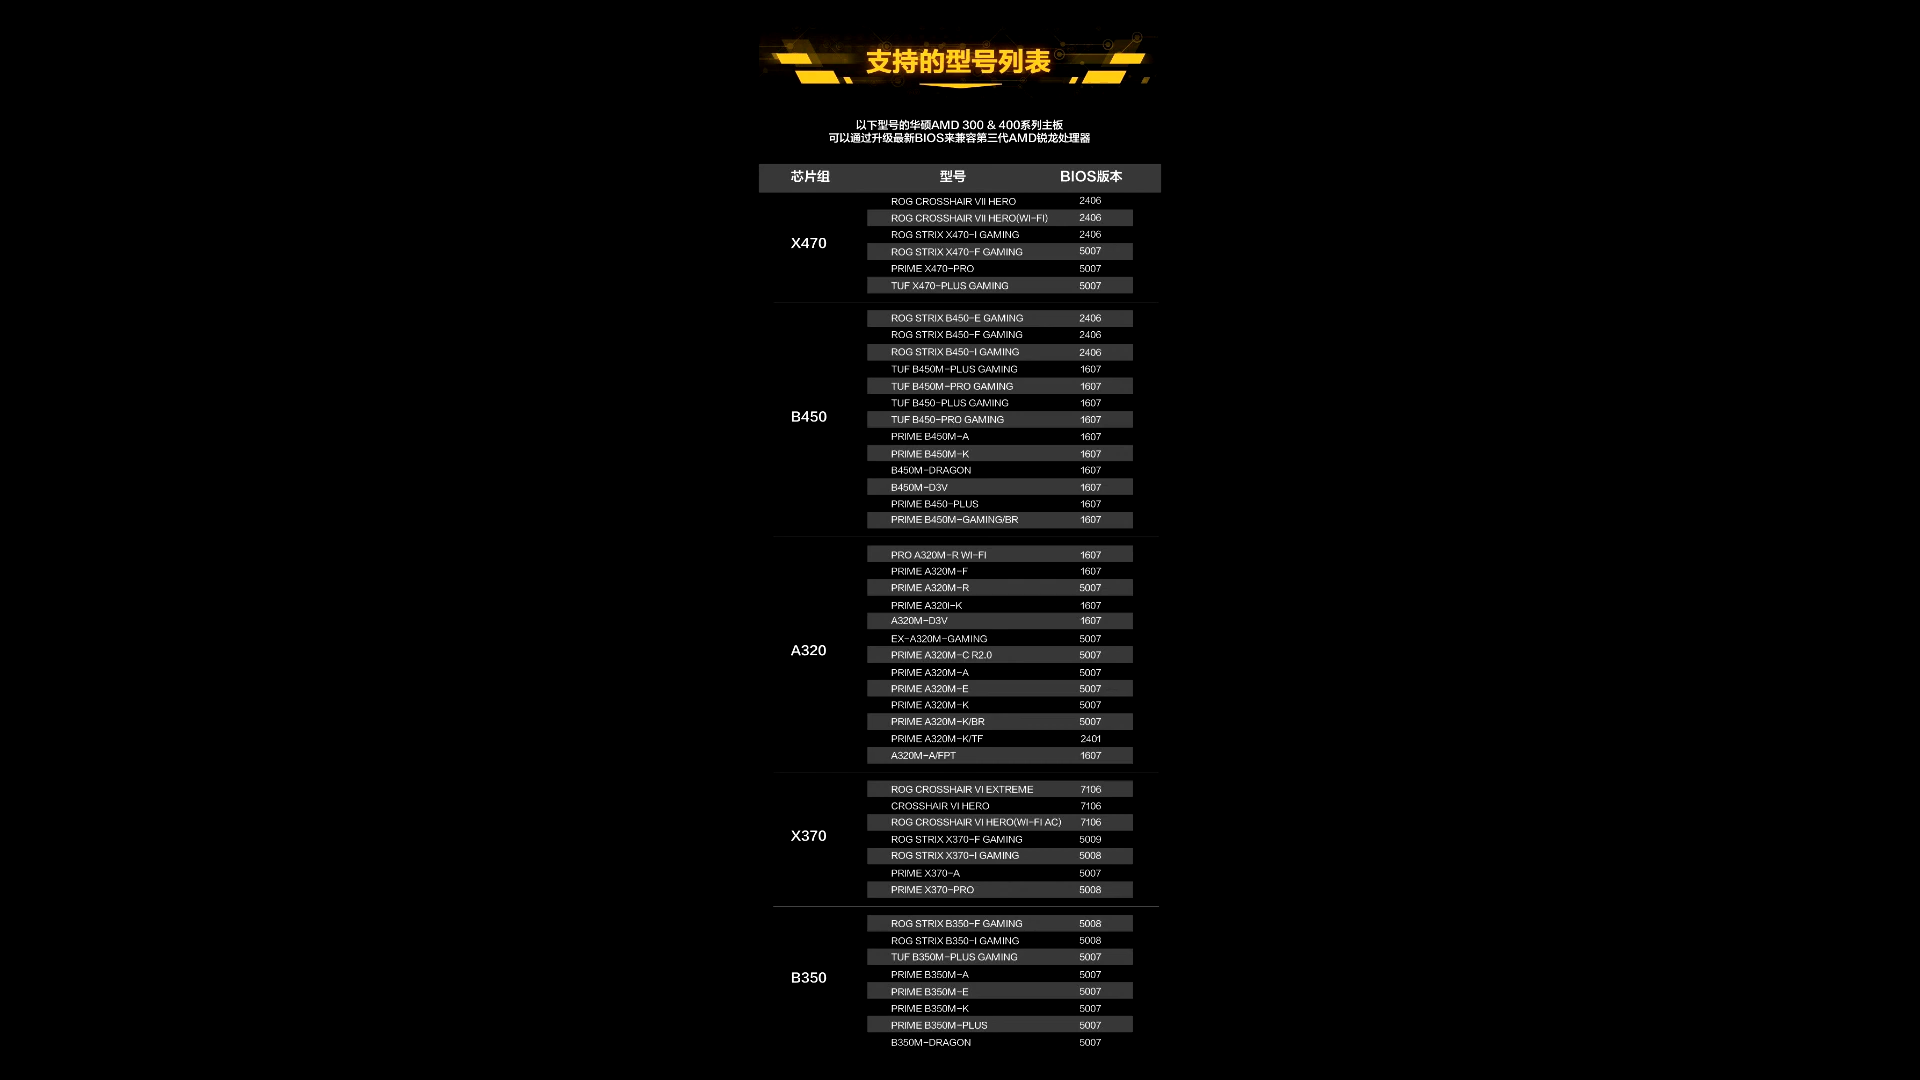 支持的型号列表
以下型号的华硕AMD 300 & 400系列主板
可以通过升级最新BIOS来兼容第三代AMD锐龙处理器
芯片组 型号 BIOS版本
X470
ROG CROSSHAIR VII HERO 2406
ROG CROSSHAIR VII HERO(WI-FI) 2406
ROG STRIX X470-I GAMING 2406
ROG STRIX X470-F GAMING 5007
PRIME X470-PRO 5007
TUF X470-PLUS GAMING 5007
B450
ROG STRIX B450-E GAMING 2406
ROG STRIX B450-F GAMING 2406
ROG STRIX B450-I GAMING 2406
TUF B450M-PLUS GAMING 1607
TUF B450M-PRO GAMING 1607
TUF B450-PLUS GAMING 1607
TUF B450-PRO GAMING 1607
PRIME B450M-A 1607
PRIME B450M-K 1607
B450M-DRAGON 1607
B450M-D3V 1607
PRIME B450-PLUS 1607
PRIME B450M-GAMING/BR 1607
A320
PRO A320M-R WI-FI 1607
PRIME A320M-F 1607
PRIME A320M-R 5007
PRIME A320I-K 1607
A320M-D3V 1607
EX-A320M-GAMING 5007
PRIME A320M-C R2.0 5007
PRIME A320M-A 5007
PRIME A320M-E 5007
PRIME A320M-K 5007
PRIME A320M-K/BR 5007
PRIME A320M-K/TF 2401
A320M-A/FPT 1607
X370
ROG CROSSHAIR VI EXTREME 7106
CROSSHAIR VI HERO 7106
ROG CROSSHAIR VI HERO(WI-FI AC) 7106
ROG STRIX X370-F GAMING 5009
ROG STRIX X370-I GAMING 5008
PRIME X370-A 5007
PRIME X370-PRO 5008
B350
ROG STRIX B350-F GAMING 5008
ROG STRIX B350-I GAMING 5008
TUF B350M-PLUS GAMING 5007
PRIME B350M-A 5007
PRIME B350M-E 5007
PRIME B350M-K 5007
PRIME B350M-PLUS 5007
B350M-DRAGON 5007